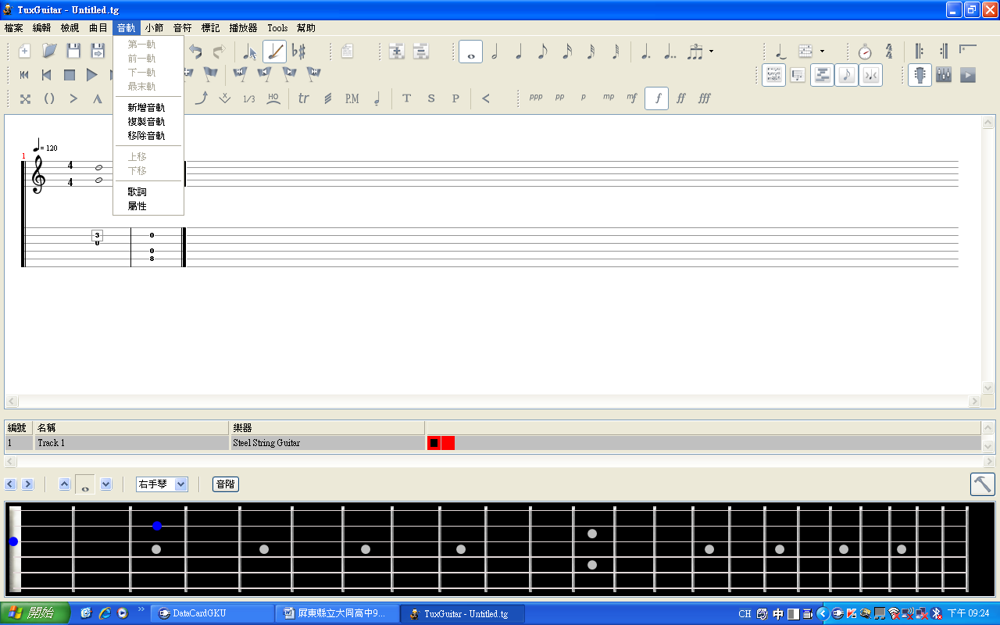 TuxGuitar - Untitled.tg
檔案 編輯 檢視 曲目 音軌 小節 音符 標記 播放器 Tools 幫助
第一軌
前一軌
下一軌
最末軌
新增音軌
複製音軌
移除音軌
上移
下移
歌詞
屬性
1/3 HO tr P.M T S P
ppp pp p mp mf f ff fff
= 120
1
4
4
3 0
0
0
8
編號 名稱 樂器
1 Track 1 Steel String Guitar
右手琴 音階
開始 DataCardGKU 屏東縣立大同高中9... TuxGuitar - Untitled.tg CH 中 下午 09:24